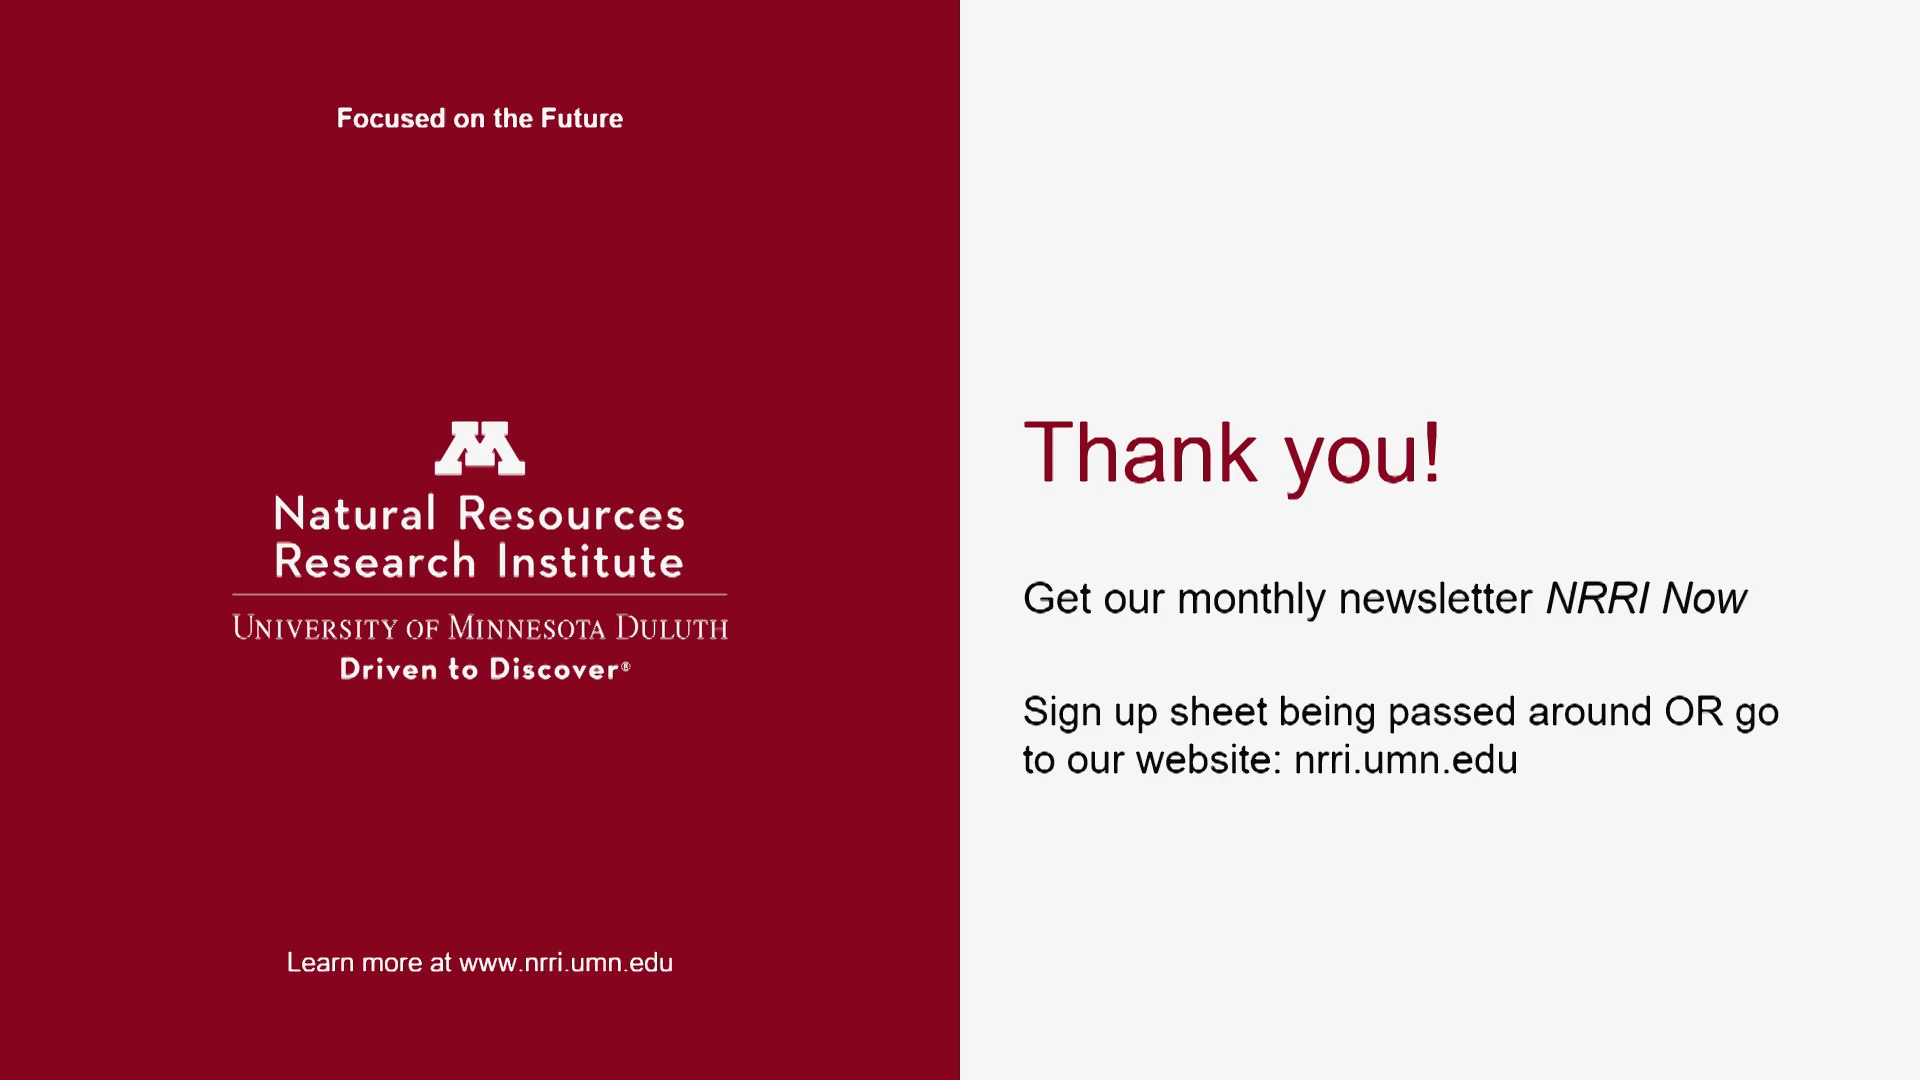 Focused on the Future
M
Natural Resources
Research Institute
University of Minnesota Duluth
Driven to Discover®
Learn more at www.nrri.umn.edu
Thank you!
Get our monthly newsletter NRRI Now
Sign up sheet being passed around OR go
to our website: nrri.umn.edu